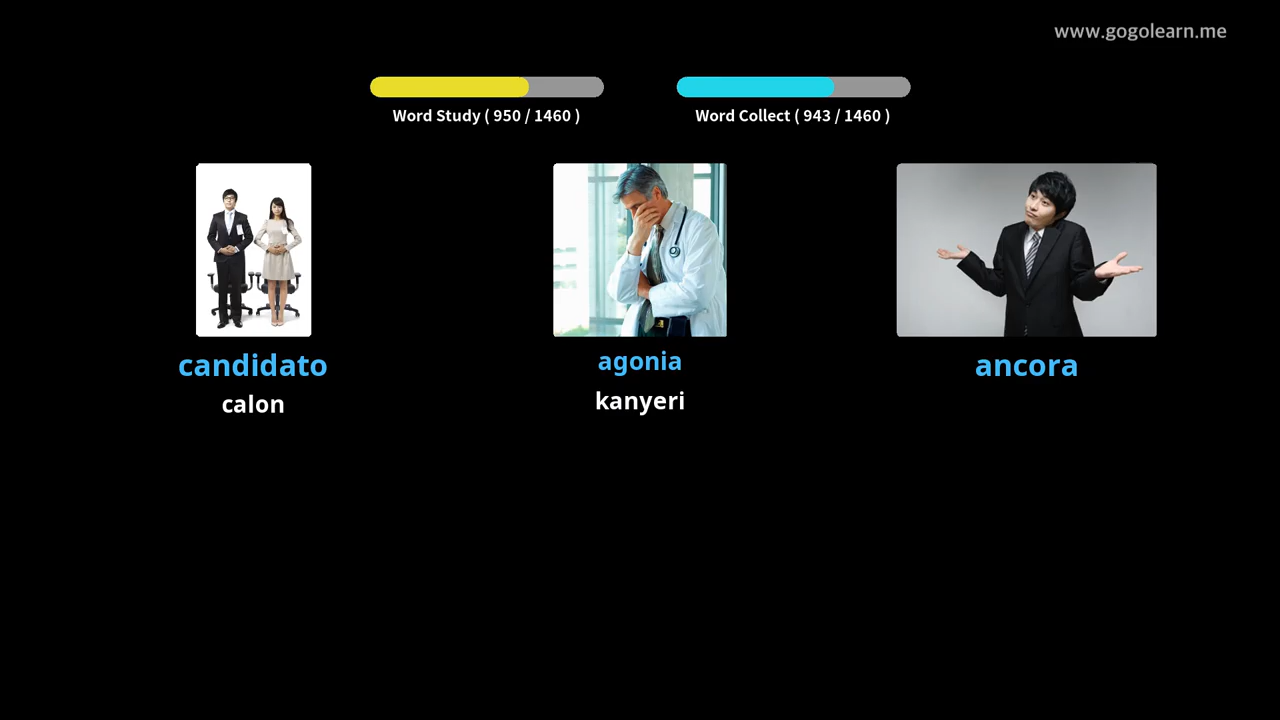 www.gogolearn.me
Word Study ( 950 / 1460 )
Word Collect ( 943 / 1460 )
candidato
calon
agonia
kanyeri
ancora